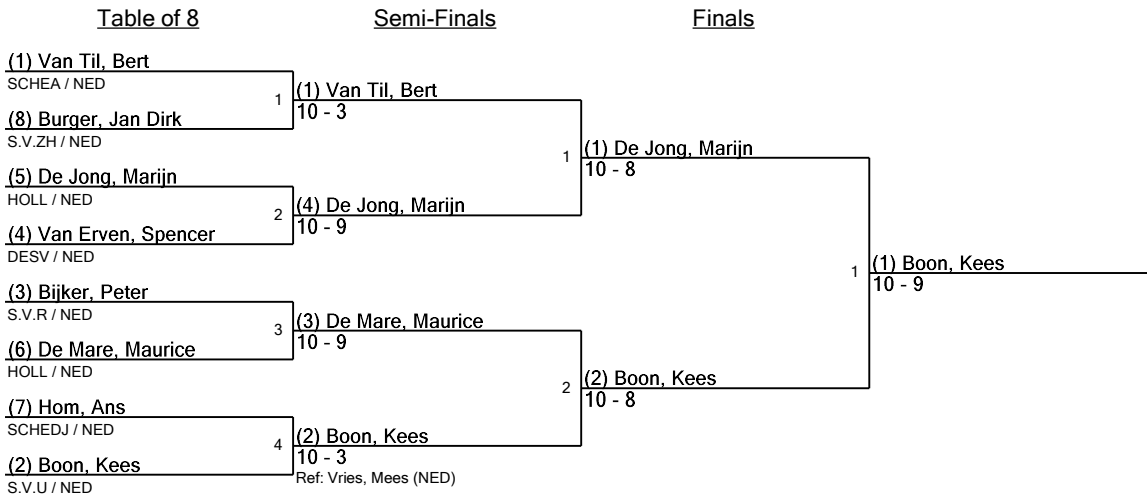 Table of 8
Semi-Finals
Finals
(1) Van Til, Bert
SCHEA / NED
1
(1) Van Til, Bert
10 - 3
(8) Burger, Jan Dirk
S.V.ZH / NED
1
(1) De Jong, Marijn
10 - 8
(5) De Jong, Marijn
HOLL / NED
2
(4) De Jong, Marijn
10 - 9
(4) Van Erven, Spencer
DESV / NED
1
(1) Boon, Kees
10 - 9
(3) Bijker, Peter
S.V.R / NED
3
(3) De Mare, Maurice
10 - 9
(6) De Mare, Maurice
HOLL / NED
2
(2) Boon, Kees
10 - 8
(7) Hom, Ans
SCHEDJ / NED
4
(2) Boon, Kees
10 - 3
Ref: Vries, Mees (NED)
(2) Boon, Kees
S.V.U / NED